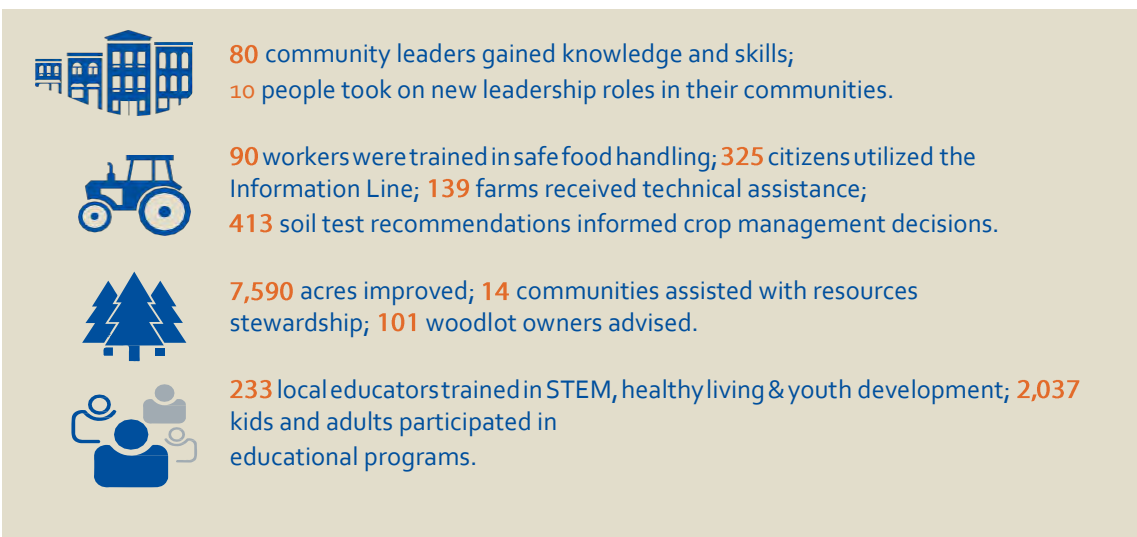 80 community leaders gained knowledge and skills;
10 people took on new leadership roles in their communities.
90 workers were trained in safe food handling; 325 citizens utilized the
Information Line; 139 farms received technical assistance;
413 soil test recommendations informed crop management decisions.
7,590 acres improved; 14 communities assisted with resources
stewardship; 101 woodlot owners advised.
233 local educators trained in STEM, healthy living & youth development; 2,037
kids and adults participated in
educational programs.